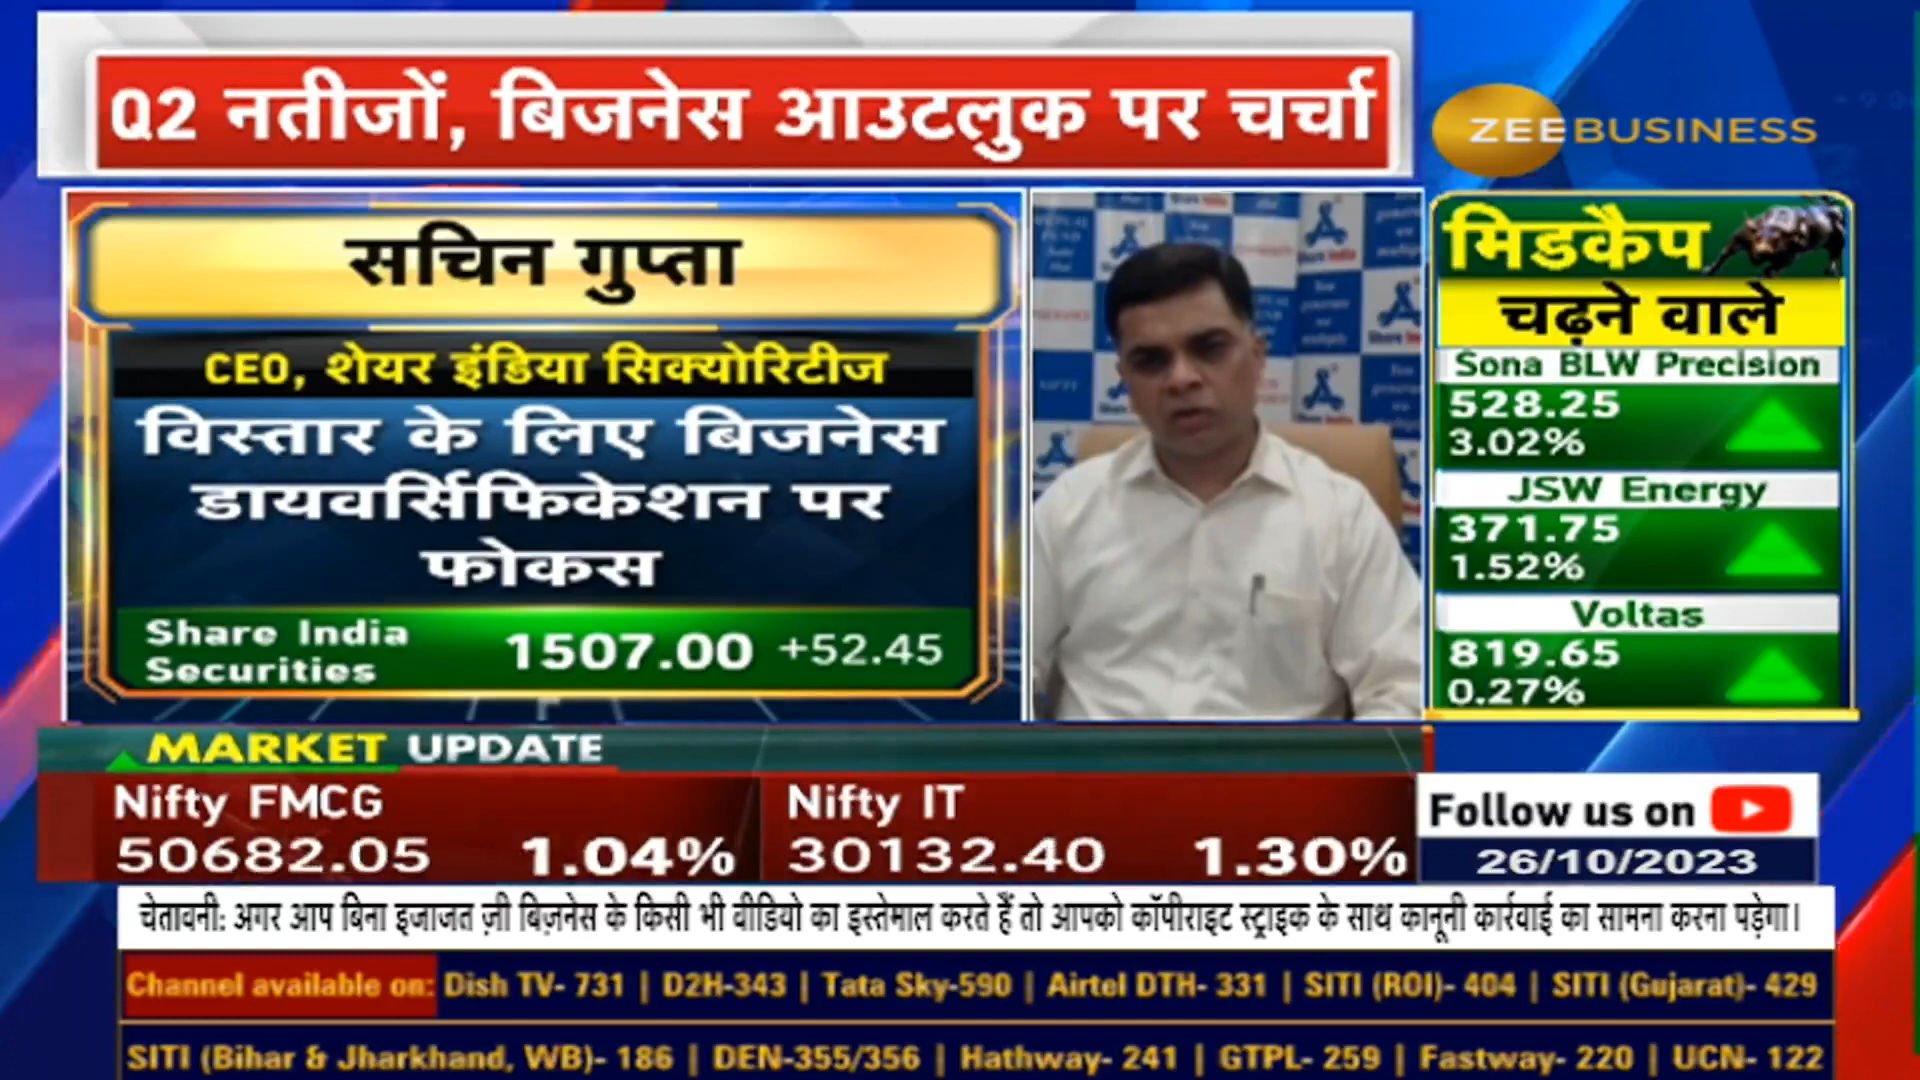 Q2 नतीजों, बिजनेस आउटलुक पर चर्चा
ZEEBUSINESS
सचिन गुप्ता
CEO, शेयर इंडिया सिक्योरिटीज
विस्तार के लिए बिजनेस
डायवर्सिफिकेशन पर
फोकस
Share India
Securities
1507.00 +52.45
Share India
मिडकैप
चढ़ने वाले
Sona BLW Precision
528.25
3.02%
JSW Energy
371.75
1.52%
Voltas
819.65
0.27%
MARKET UPDATE
Nifty FMCG
50682.05 1.04%
Nifty IT
30132.40 1.30%
Follow us on
26/10/2023
चेतावनी: अगर आप बिना इजाजत ज़ी बिज़नेस के किसी भी वीडियो का इस्तेमाल करते हैं तो आपको कॉपीराइट स्ट्राइक के साथ कानूनी कार्रवाई का सामना करना पड़ेगा।
Channel available on: Dish TV- 731 | D2H-343 | Tata Sky-590 | Airtel DTH- 331 | SITI (ROI)- 404 | SITI (Gujarat)- 429
SITI (Bihar & Jharkhand, WB)- 186 | DEN-355/356 | Hathway- 241 | GTPL- 259 | Fastway- 220 | UCN- 122